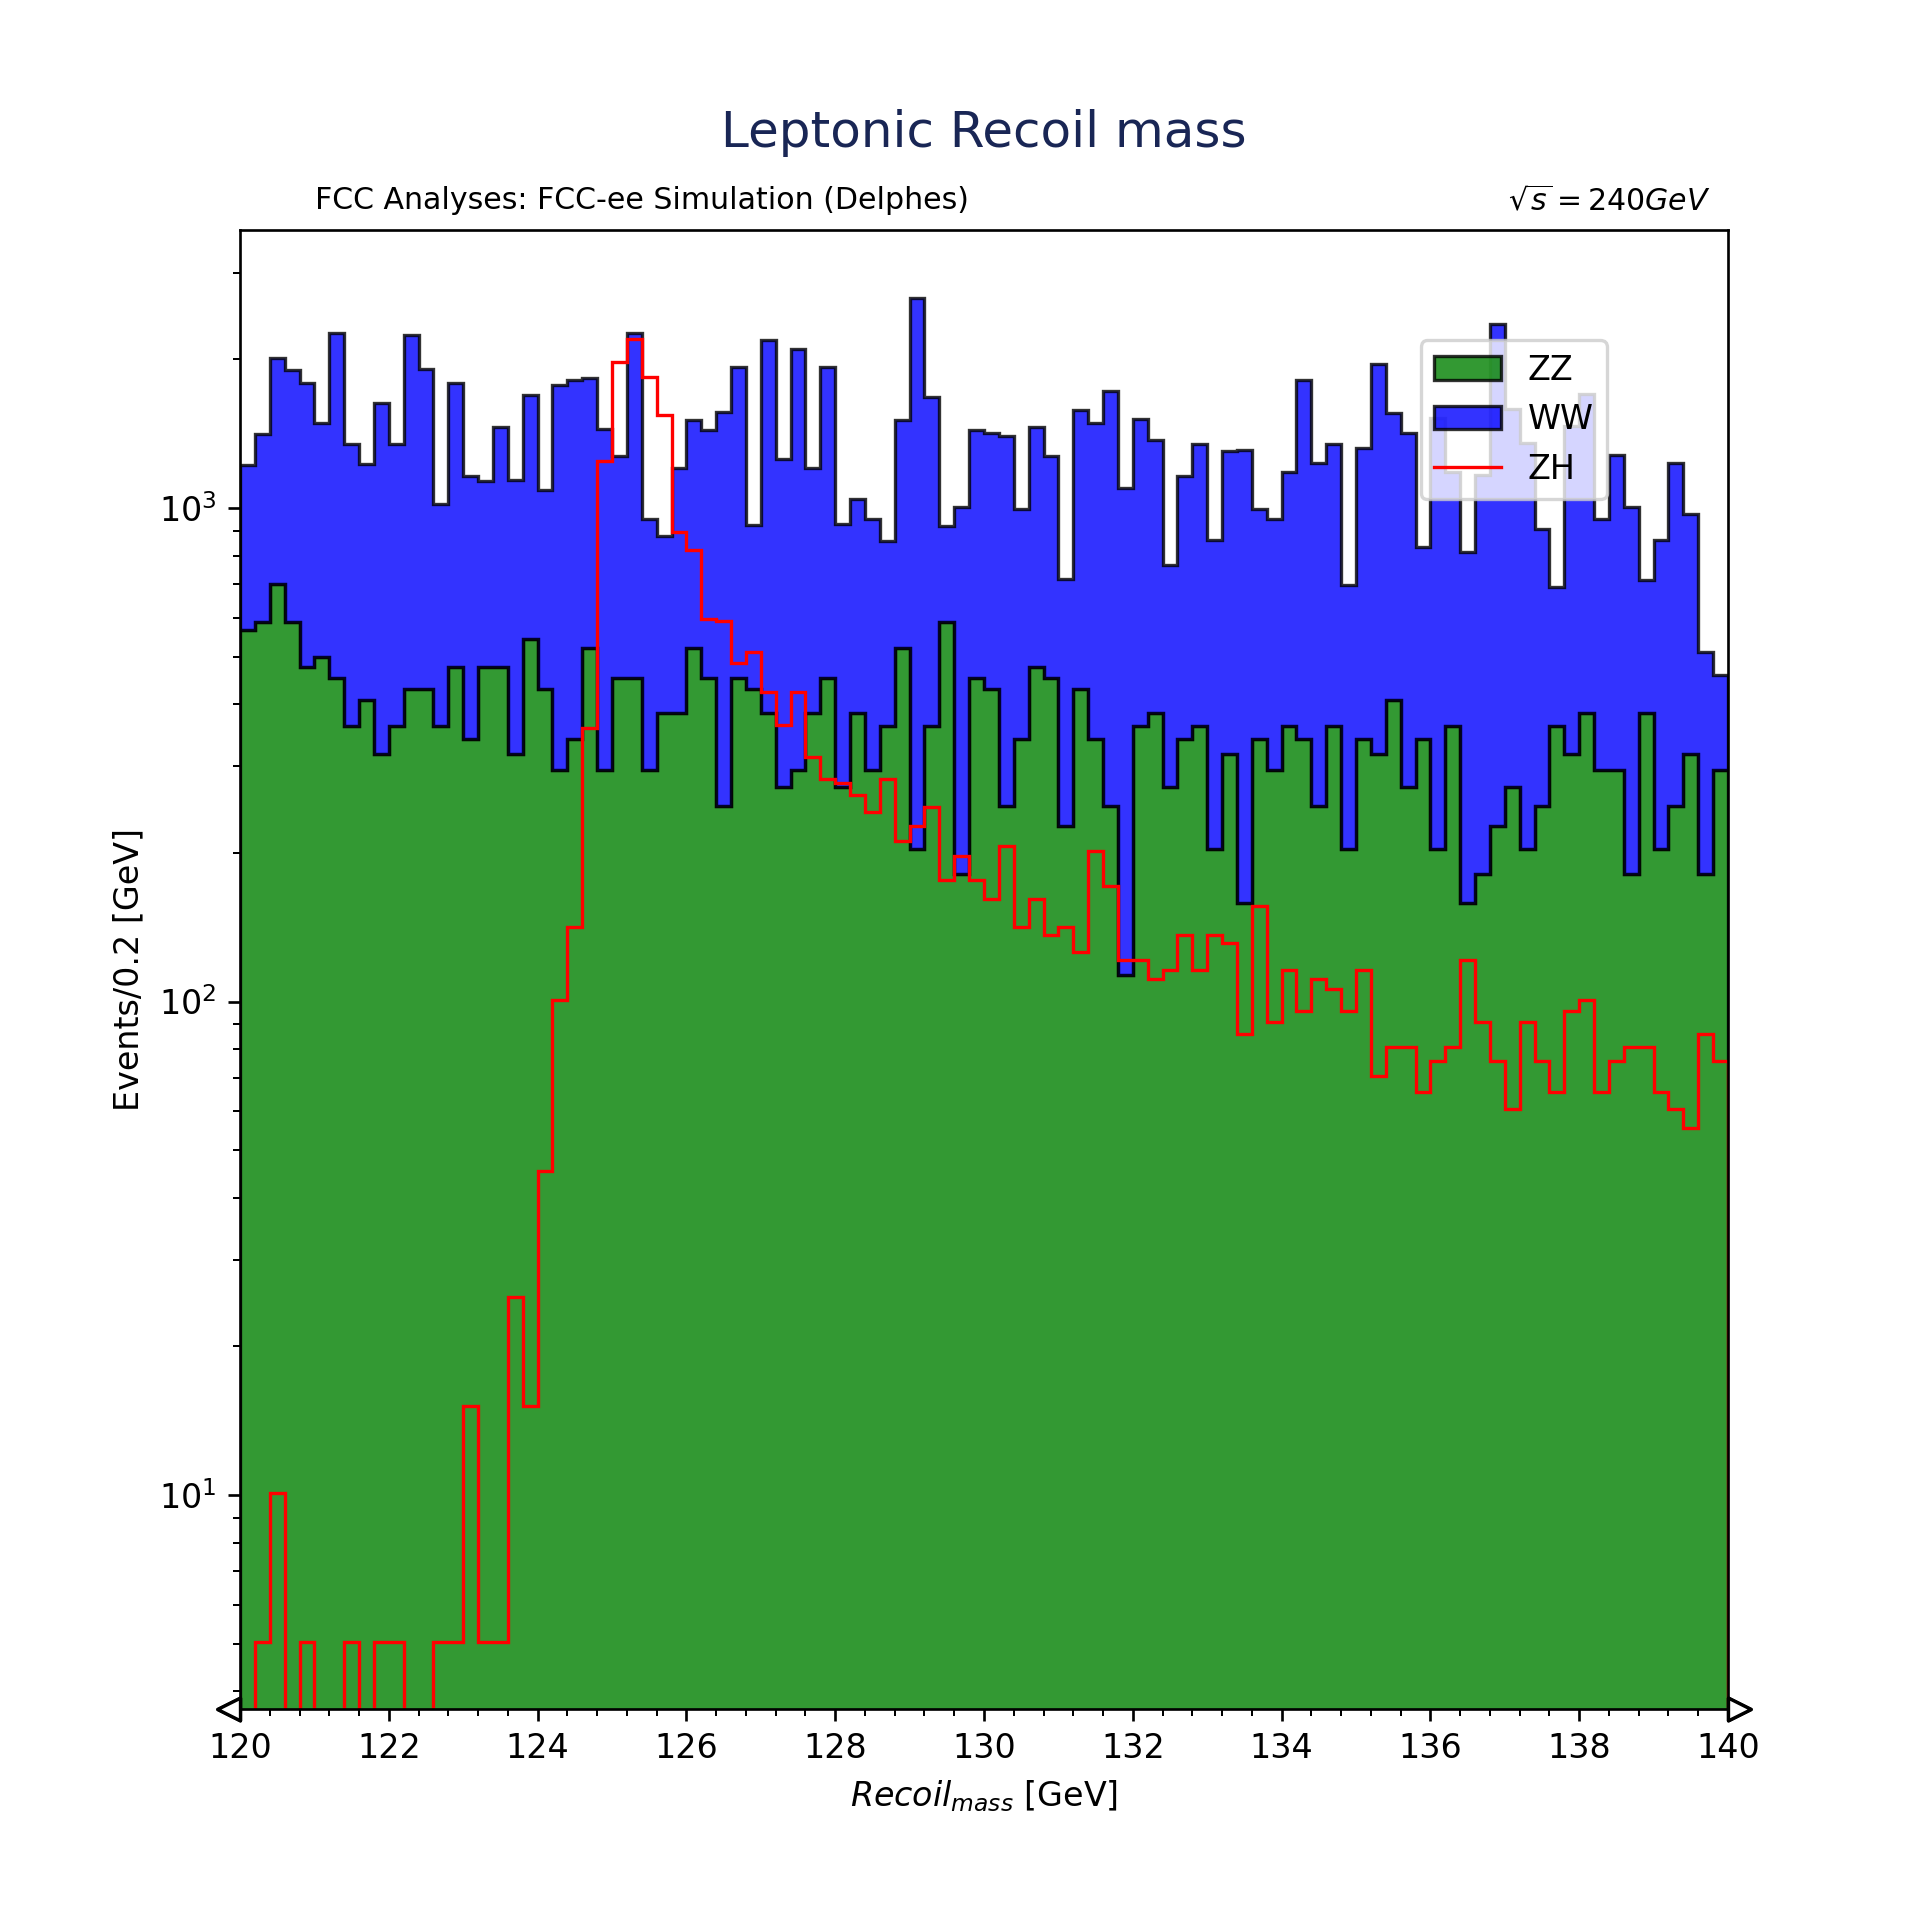 Leptonic Recoil mass
FCC Analyses: FCC-ee Simulation (Delphes)
√s = 240GeV
ZZ
WW
ZH
Events/0.2 [GeV]
10³
10²
10¹
120 122 124 126 128 130 132 134 136 138 140
Recoil_mass [GeV]